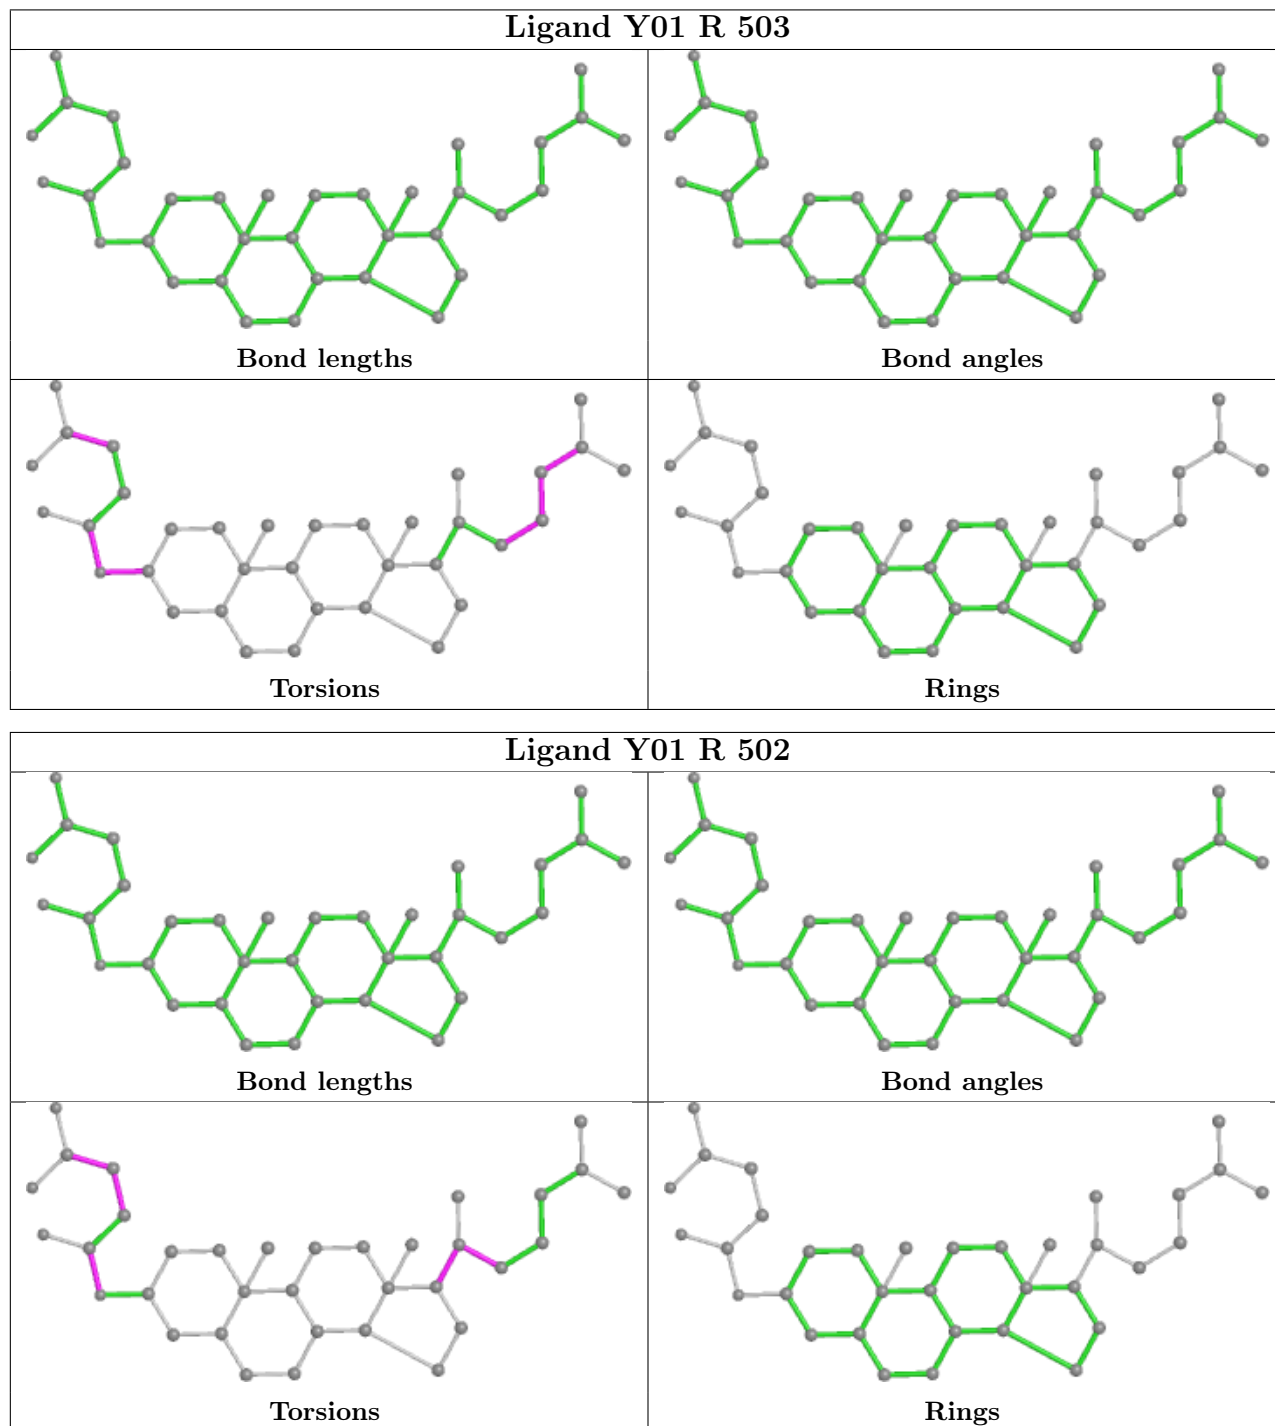 Ligand Y01 R 503
Bond lengths
Bond angles
Torsions
Rings
Ligand Y01 R 502
Bond lengths
Bond angles
Torsions
Rings